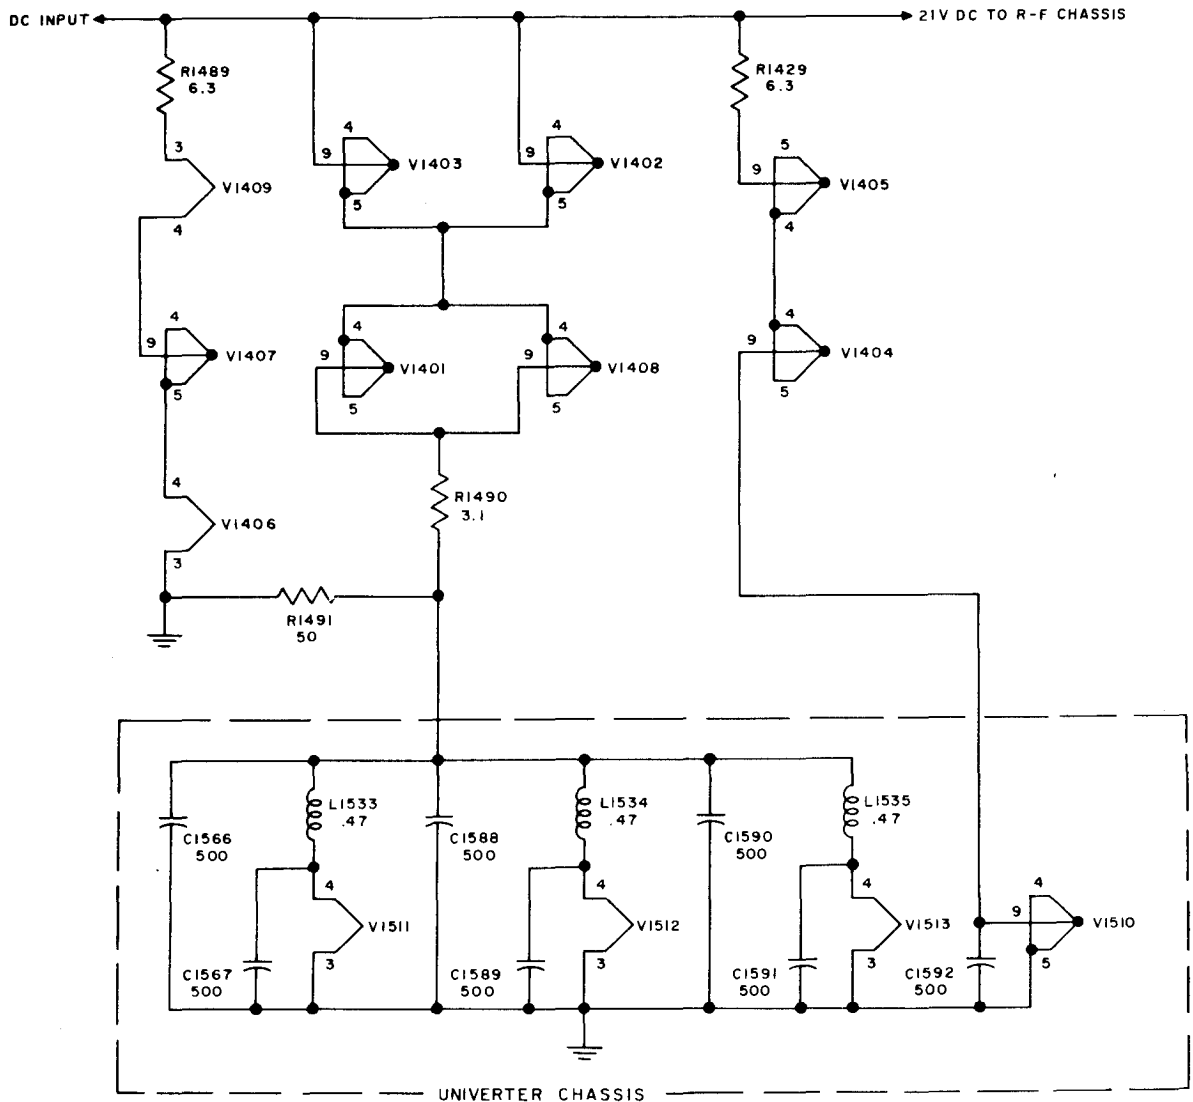 DC INPUT
21V DC TO R-F CHASSIS
R1489
6.3
R1429
6.3
3
4
9
V1403
5
4
9
V1402
5
5
9
V1405
4
V1409
4
4
9
V1407
5
4
9
V1401
5
4
9
V1408
5
4
9
V1404
5
4
V1406
3
R1490
3.1
R1491
50
L1533
.47
L1534
.47
L1535
.47
C1566
500
C1588
500
C1590
500
4
V1511
3
4
V1512
3
4
V1513
3
4
9
V1510
5
C1567
500
C1589
500
C1591
500
C1592
500
UNIVERTER CHASSIS